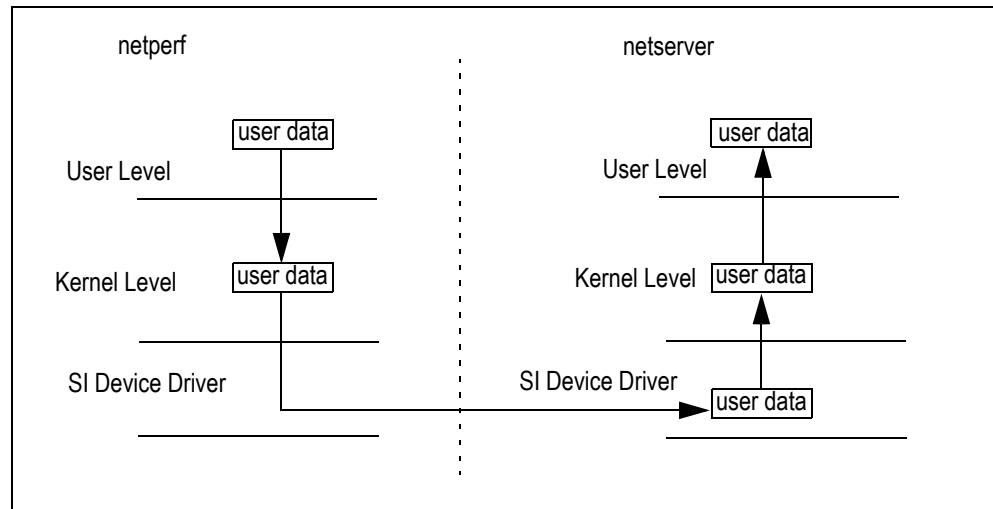 netperf
netserver
user data
user data
User Level
User Level
Kernel Level
user data
Kernel Level
user data
SI Device Driver
SI Device Driver
user data